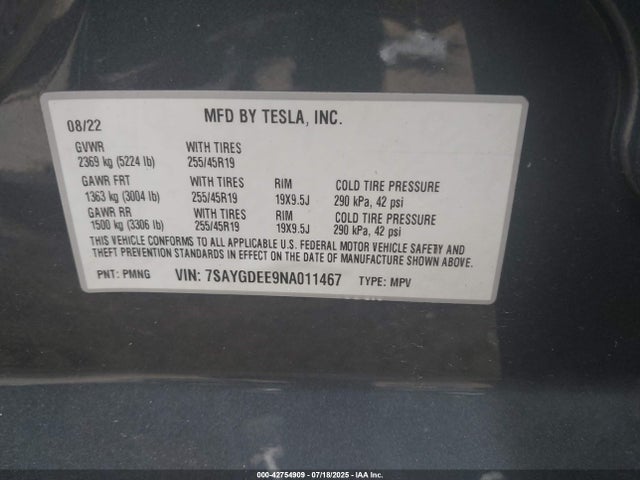 MFD BY TESLA, INC.
08/22
GVWR WITH TIRES
2369 kg (5224 lb) 255/45R19
GAWR FRT WITH TIRES RIM COLD TIRE PRESSURE
1363 kg (3004 lb) 255/45R19 19X9.5J 290 kPa, 42 psi
GAWR RR WITH TIRES RIM COLD TIRE PRESSURE
1500 kg (3306 lb) 255/45R19 19X9.5J 290 kPa, 42 psi
THIS VEHICLE CONFORMS TO ALL APPLICABLE U.S. FEDERAL MOTOR VEHICLE SAFETY AND
THEFT PREVENTION STANDARDS IN EFFECT ON THE DATE OF MANUFACTURE SHOWN ABOVE.
PNT: PMNG VIN: 7SAYGDEE9NA011467 TYPE: MPV
000-42754909 - 07/18/2025 - IAA Inc.